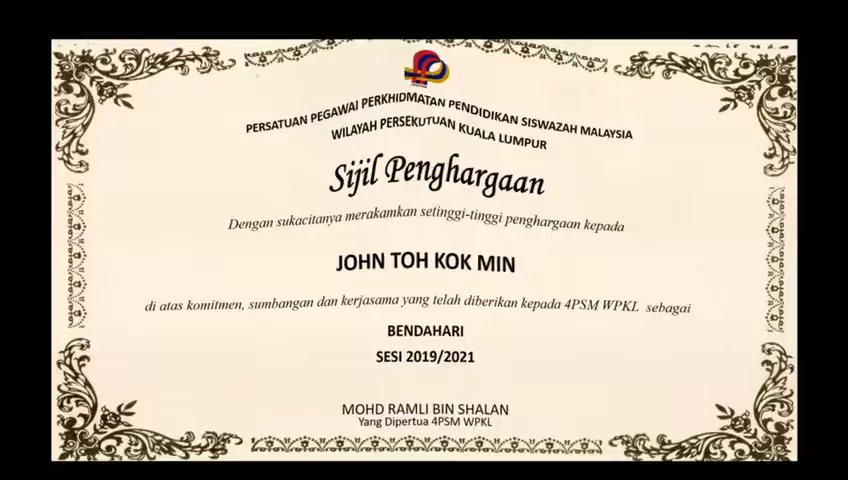 PERSATUAN PEGAWAI PERKHIDMATAN PENDIDIKAN SISWAZAH MALAYSIA
WILAYAH PERSEKUTUAN KUALA LUMPUR
Sijil Penghargaan
Dengan sukacitanya merakamkan setinggi-tinggi penghargaan kepada
JOHN TOH KOK MIN
di atas komitmen, sumbangan dan kerjasama yang telah diberikan kepada 4PSM WPKL sebagai
BENDAHARI
SESI 2019/2021
MOHD RAMLI BIN SHALAN
Yang Dipertua 4PSM WPKL